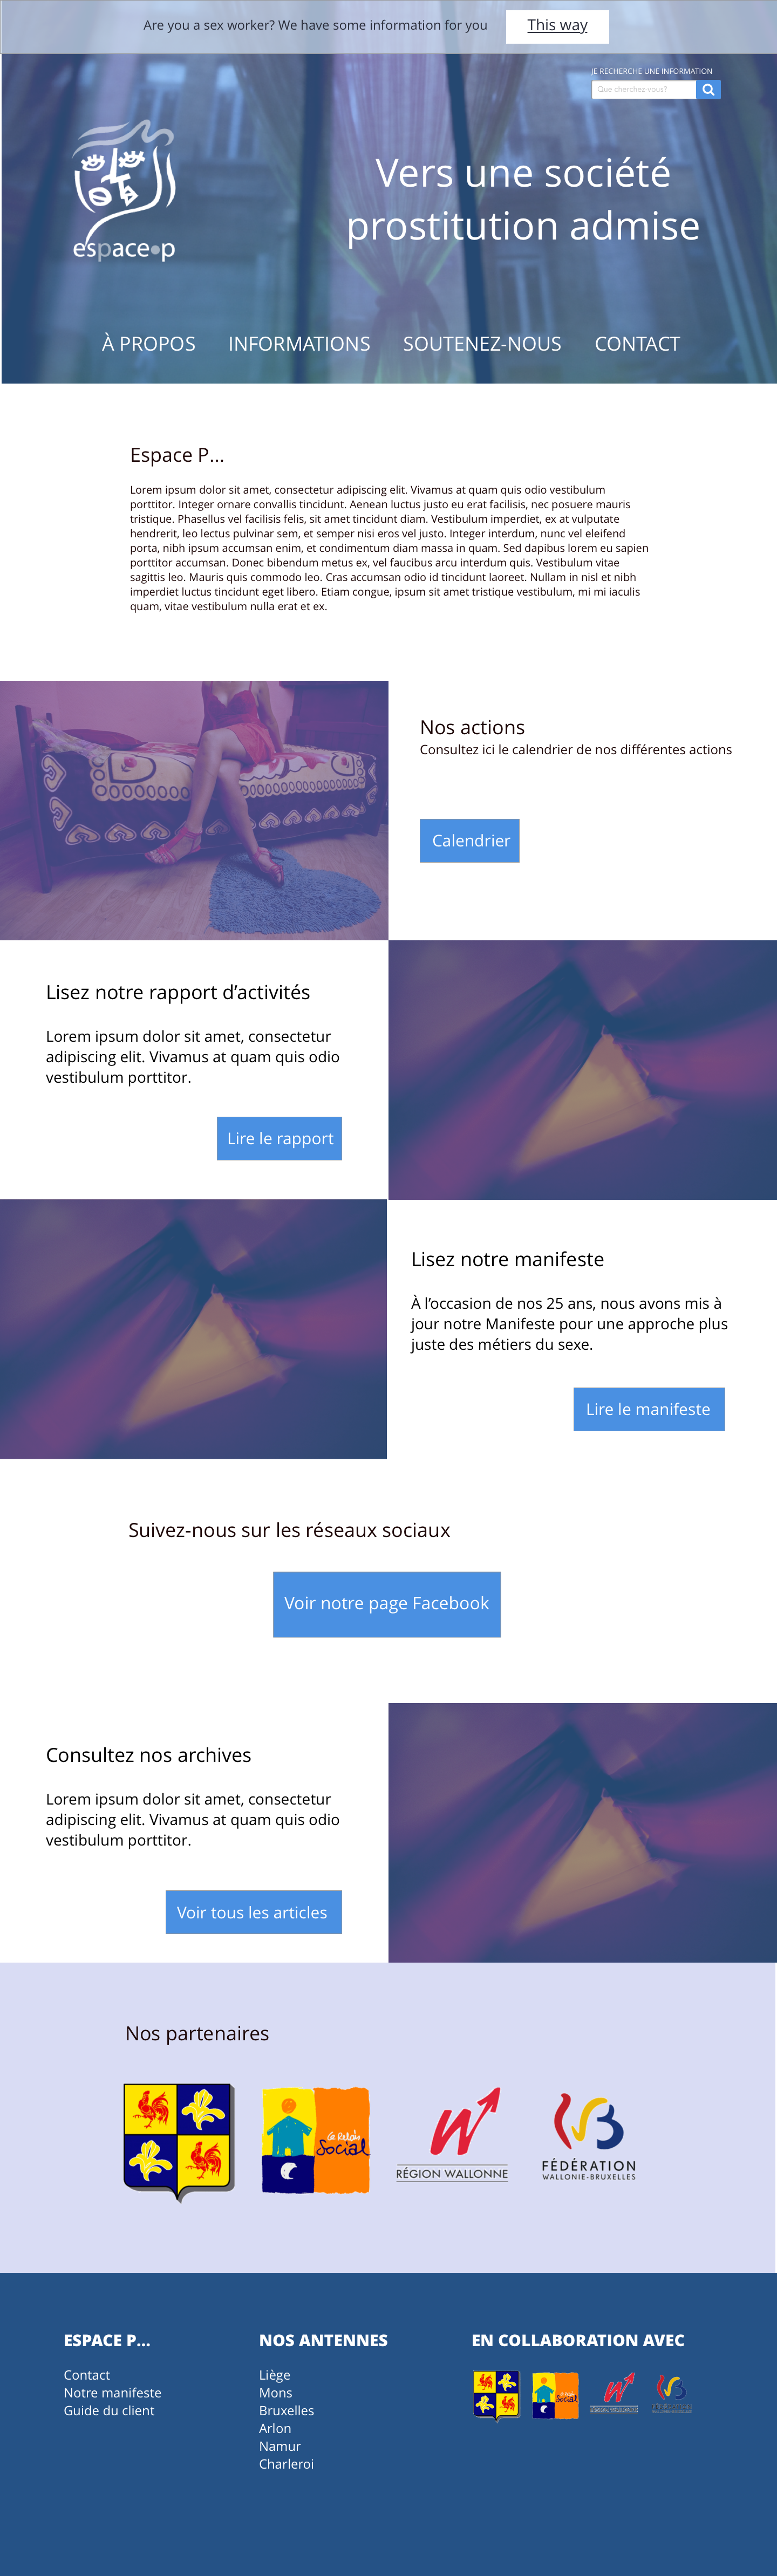 Are you a sex worker? We have some information for you
This way
JE RECHERCHE UNE INFORMATION
Que cherchez-vous?
espace•p
Vers une société
prostitution admise
À PROPOS
INFORMATIONS
SOUTENEZ-NOUS
CONTACT
Espace P...
Lorem ipsum dolor sit amet, consectetur adipiscing elit. Vivamus at quam quis odio vestibulum
porttitor. Integer ornare convallis tincidunt. Aenean luctus justo eu erat facilisis, nec posuere mauris
tristique. Phasellus vel facilisis felis, sit amet tincidunt diam. Vestibulum imperdiet, ex at vulputate
hendrerit, leo lectus pulvinar sem, et semper nisi eros vel justo. Integer interdum, nunc vel eleifend
porta, nibh ipsum accumsan enim, et condimentum diam massa in quam. Sed dapibus lorem eu sapien
porttitor accumsan. Donec bibendum metus ex, vel faucibus arcu interdum quis. Vestibulum vitae
sagittis leo. Mauris quis commodo leo. Cras accumsan odio id tincidunt laoreet. Nullam in nisl et nibh
imperdiet luctus tincidunt eget libero. Etiam congue, ipsum sit amet tristique vestibulum, mi mi iaculis
quam, vitae vestibulum nulla erat et ex.
Nos actions
Consultez ici le calendrier de nos différentes actions
Calendrier
Lisez notre rapport d’activités
Lorem ipsum dolor sit amet, consectetur
adipiscing elit. Vivamus at quam quis odio
vestibulum porttitor.
Lire le rapport
Lisez notre manifeste
À l’occasion de nos 25 ans, nous avons mis à
jour notre Manifeste pour une approche plus
juste des métiers du sexe.
Lire le manifeste
Suivez-nous sur les réseaux sociaux
Voir notre page Facebook
Consultez nos archives
Lorem ipsum dolor sit amet, consectetur
adipiscing elit. Vivamus at quam quis odio
vestibulum porttitor.
Voir tous les articles
Nos partenaires
Le Relais
Social
RÉGION WALLONNE
FÉDÉRATION
WALLONIE-BRUXELLES
ESPACE P...
Contact
Notre manifeste
Guide du client
NOS ANTENNES
Liège
Mons
Bruxelles
Arlon
Namur
Charleroi
EN COLLABORATION AVEC
Social